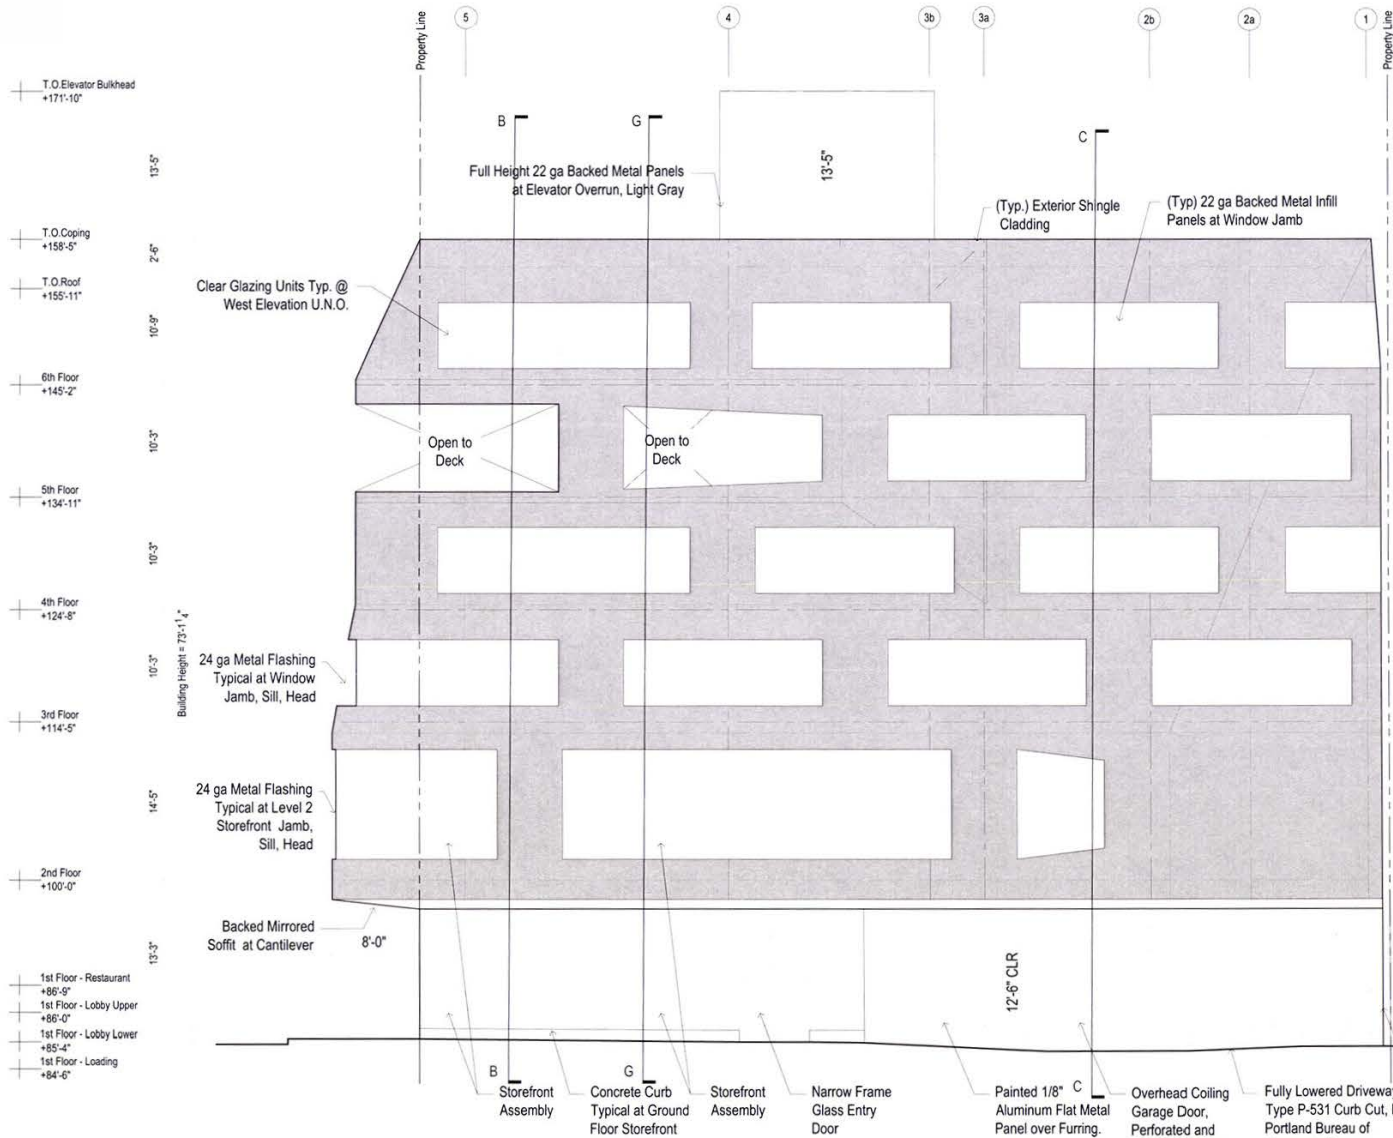 Property Line
5
4
3b
3a
2b
2a
1
Property Line
T.O.Elevator Bulkhead
+171'-10"
B
G
C
13'-5"
13'-5"
Full Height 22 ga Backed Metal Panels
at Elevator Overrun, Light Gray
(Typ.) Exterior Shingle
Cladding
(Typ) 22 ga Backed Metal Infill
Panels at Window Jamb
T.O.Coping
+158'-5"
2'-6"
T.O.Roof
+155'-11"
Clear Glazing Units Typ. @
West Elevation U.N.O.
10'-9"
6th Floor
+145'-2"
10'-3"
Open to
Deck
Open to
Deck
5th Floor
+134'-11"
10'-3"
4th Floor
+124'-8"
Building Height = 73'-1 1/4"
10'-3"
24 ga Metal Flashing
Typical at Window
Jamb, Sill, Head
3rd Floor
+114'-5"
14'-5"
24 ga Metal Flashing
Typical at Level 2
Storefront Jamb,
Sill, Head
2nd Floor
+100'-0"
Backed Mirrored
Soffit at Cantilever
8'-0"
13'-3"
12'-6" CLR
1st Floor - Restaurant
+86'-9"
1st Floor - Lobby Upper
+86'-0"
1st Floor - Lobby Lower
+85'-4"
1st Floor - Loading
+84'-6"
B
G
C
Storefront
Assembly
Concrete Curb
Typical at Ground
Floor Storefront
Storefront
Assembly
Narrow Frame
Glass Entry
Door
Painted 1/8"
Aluminum Flat Metal
Panel over Furring.
Overhead Coiling
Garage Door,
Perforated and
Fully Lowered Driveway
Type P-531 Curb Cut,
Portland Bureau of